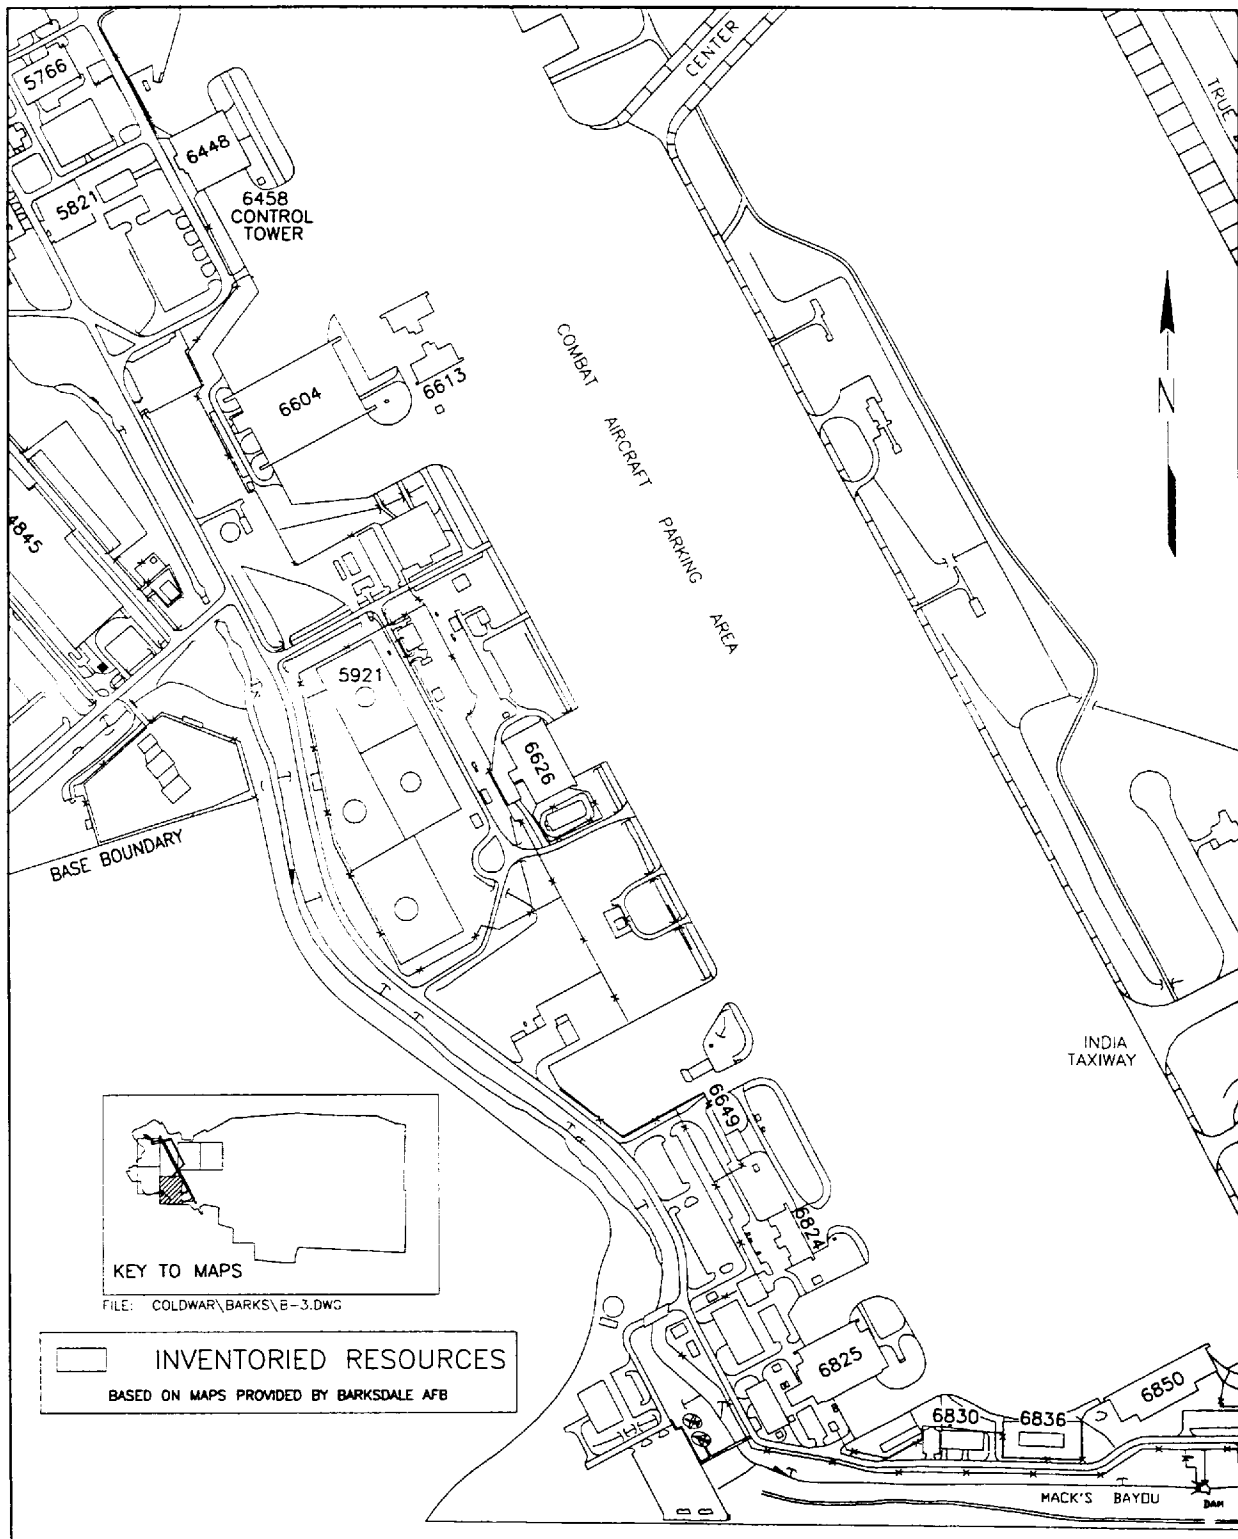 CENTER
TRUE
5766
6448
5821
6458
CONTROL
TOWER
6604
6613
COMBAT AIRCRAFT PARKING AREA
N
4845
5921
6626
BASE BOUNDARY
INDIA
TAXIWAY
6649
6824
KEY TO MAPS
FILE: COLDWAR\BARKS\B-3.DWG
INVENTORIED RESOURCES
BASED ON MAPS PROVIDED BY BARKSDALE AFB
6825
6850
6830
6836
MACK'S BAYOU
DAM